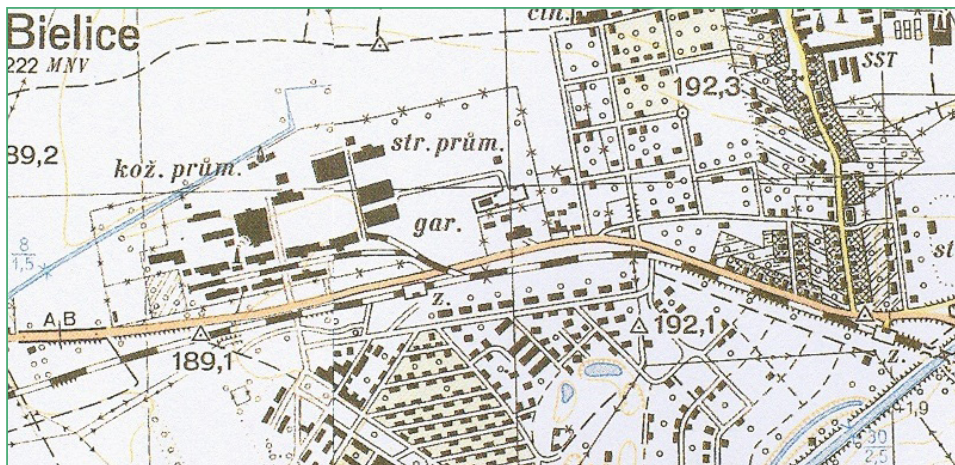 Bielice
222 MNV
čín.
SST
192,3
89,2
kož. prům.
str. prům.
gar.
8
1,5
st
A B
z.
192,1
189,1
z.
1,9
30
2,5